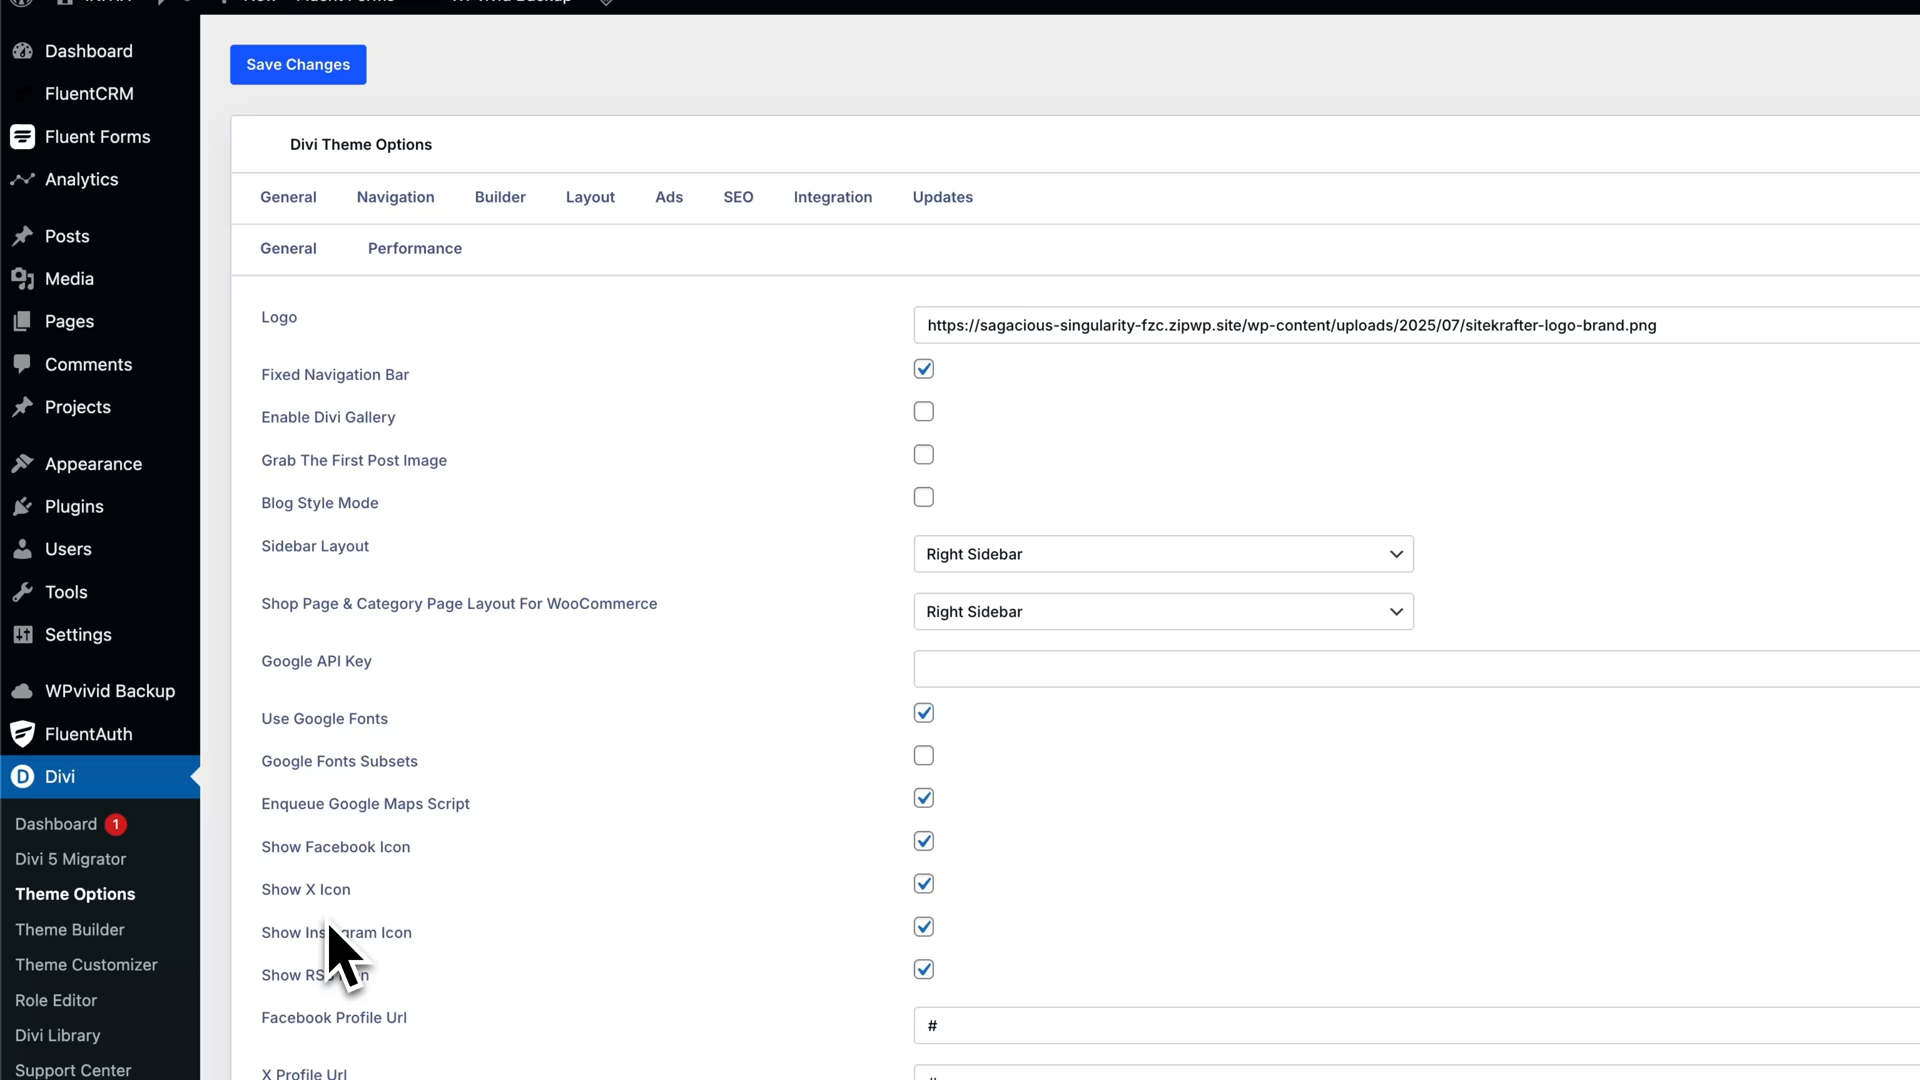 Dashboard
FluentCRM
Fluent Forms
Analytics
Posts
Media
Pages
Comments
Projects
Appearance
Plugins
Users
Tools
Settings
WPvivid Backup
FluentAuth
Divi
Dashboard 1
Divi 5 Migrator
Theme Options
Theme Builder
Theme Customizer
Role Editor
Divi Library
Support Center
Save Changes
Divi Theme Options
General Navigation Builder Layout Ads SEO Integration Updates
General Performance
Logo https://sagacious-singularity-fzc.zipwp.site/wp-content/uploads/2025/07/sitekrafter-logo-brand.png
Fixed Navigation Bar
Enable Divi Gallery
Grab The First Post Image
Blog Style Mode
Sidebar Layout Right Sidebar
Shop Page & Category Page Layout For WooCommerce Right Sidebar
Google API Key
Use Google Fonts
Google Fonts Subsets
Enqueue Google Maps Script
Show Facebook Icon
Show X Icon
Show Instagram Icon
Show RSS Icon
Facebook Profile Url #
X Profile Url